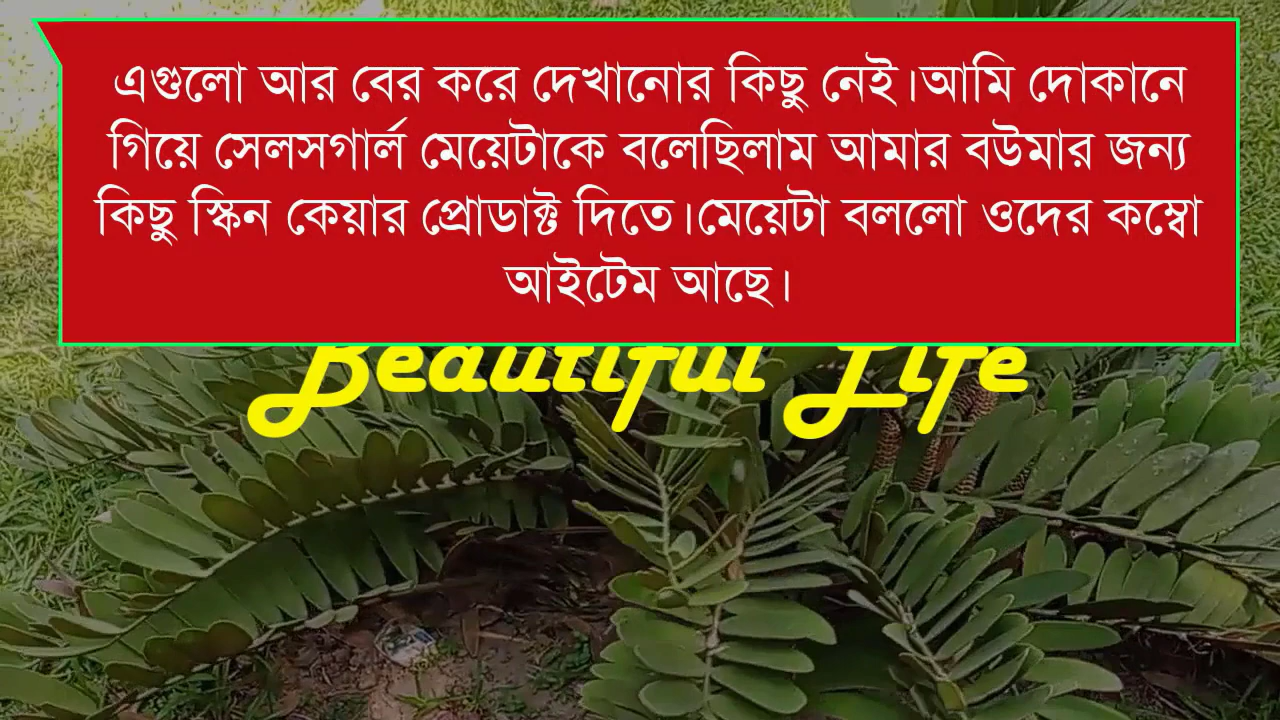 এগুলো আর বের করে দেখানোর কিছু নেই।আমি দোকানে
গিয়ে সেলসগার্ল মেয়েটাকে বলেছিলাম আমার বউমার জন্য
কিছু স্কিন কেয়ার প্রোডাক্ট দিতে।মেয়েটা বললো ওদের কম্বো
আইটেম আছে।
Beautiful Life